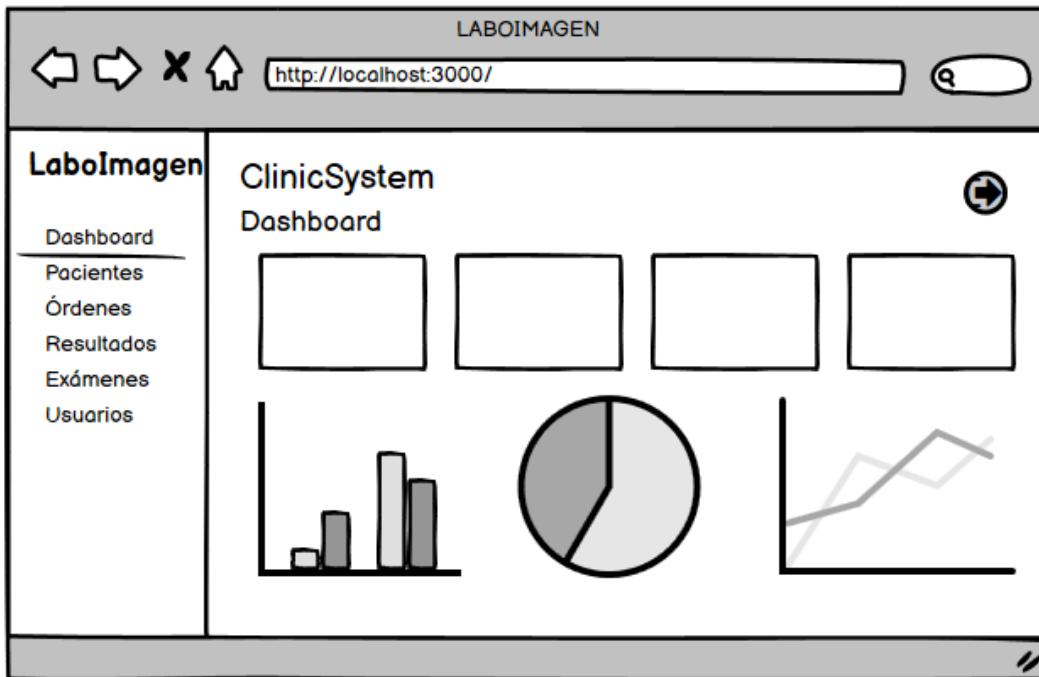 LABOIMAGEN
http://localhost:3000/
LaboImagen
ClinicSystem
Dashboard
Dashboard
Pacientes
Órdenes
Resultados
Exámenes
Usuarios